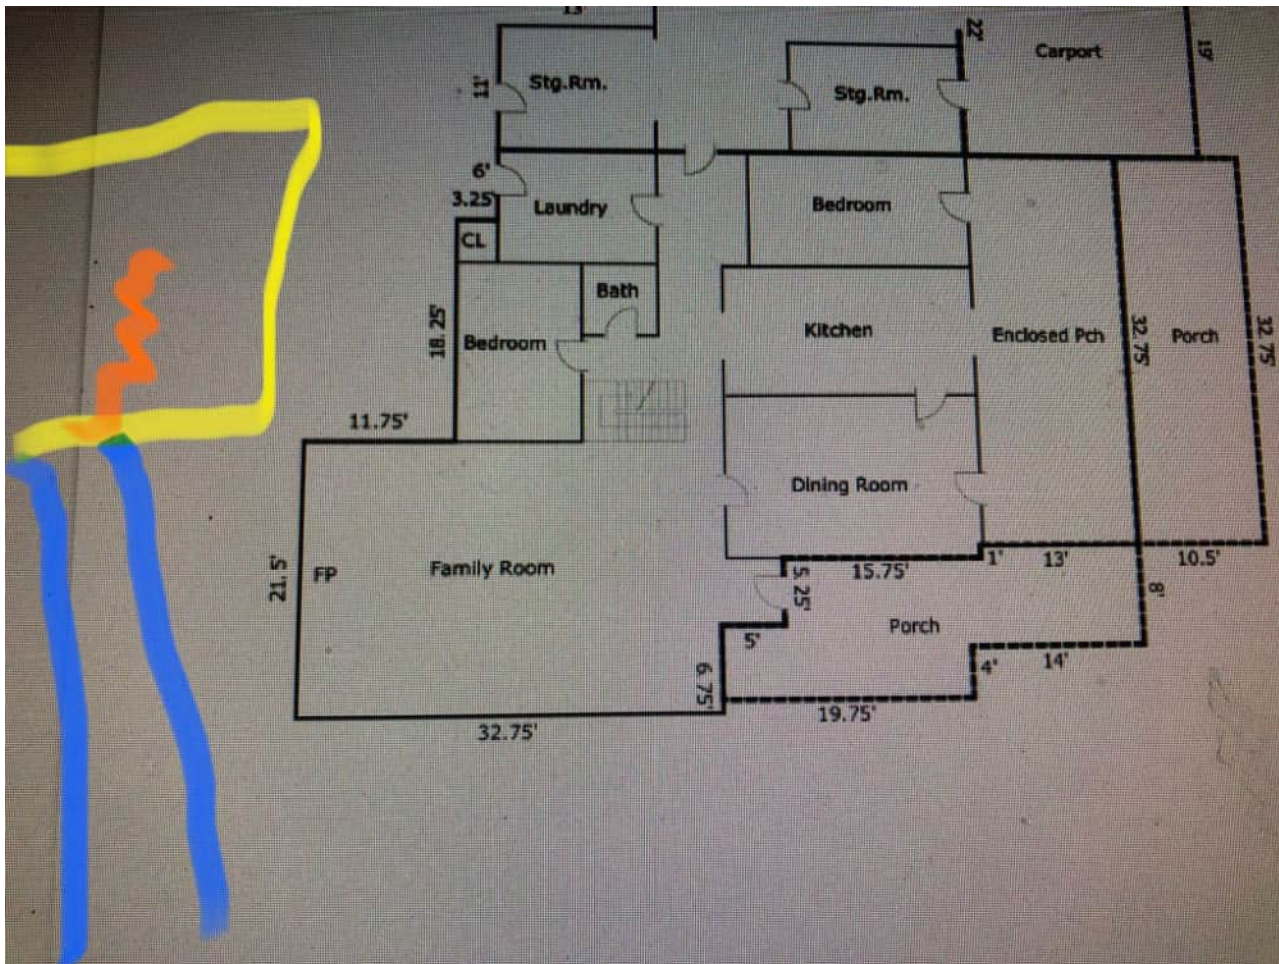 22'
Carport
19'
11'
Stg.Rm.
Stg.Rm.
6'
3.25'
Laundry
Bedroom
CL
Bath
18.25'
Bedroom
Kitchen
Enclosed Pch
32.75'
Porch
32.75'
11.75'
Dining Room
21.5'
FP
Family Room
5.25'
15.75'
1'
13'
10.5'
8'
5'
Porch
6.75'
4'
14'
19.75'
32.75'